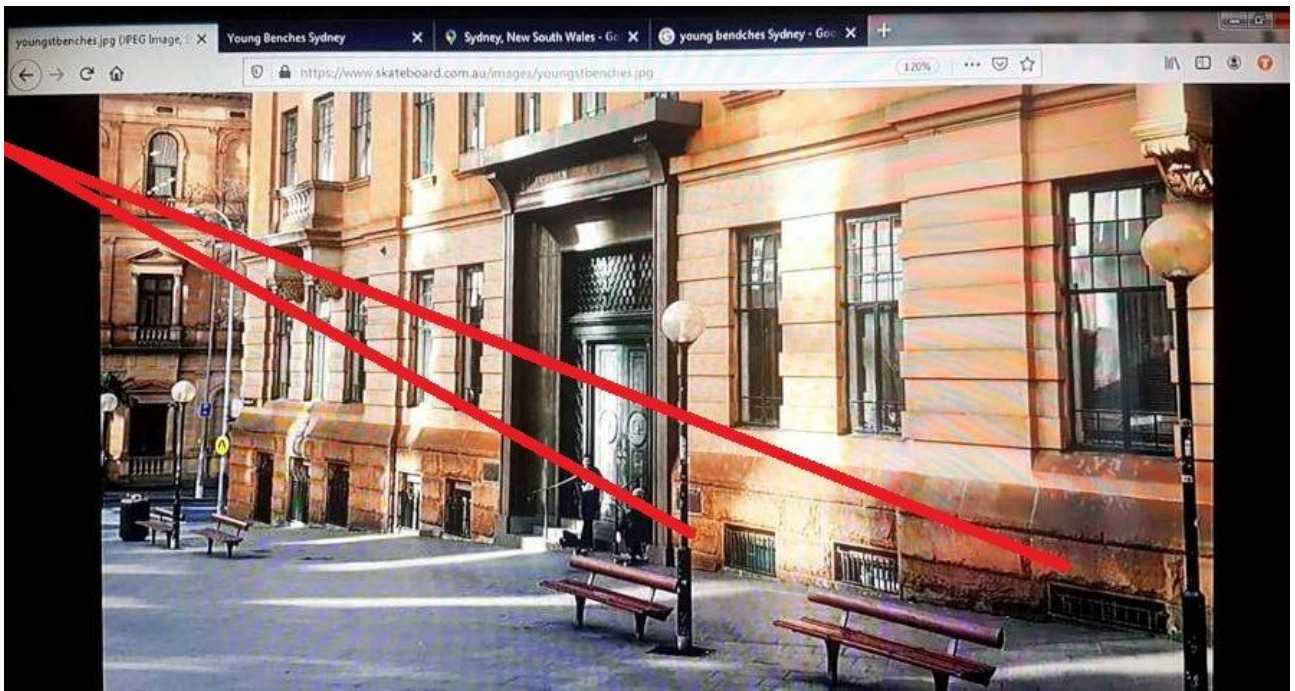 youngstbenches.jpg (JPEG Image,
Young Benches Sydney
Sydney, New South Wales - Go
young bendches Sydney - Goo
https://www.skateboard.com.au/images/youngstbenches.jpg
120%